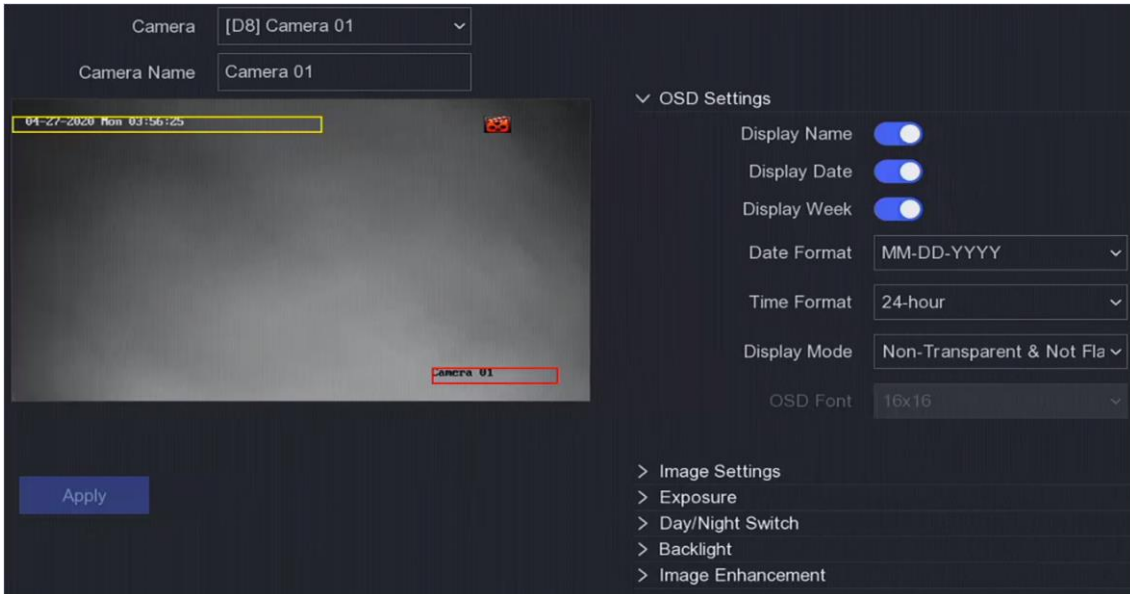 Camera [D8] Camera 01
Camera Name Camera 01
04-27-2020 Mon 03:56:25
Camera 01
OSD Settings
Display Name
Display Date
Display Week
Date Format MM-DD-YYYY
Time Format 24-hour
Display Mode Non-Transparent & Not Fla
OSD Font 16x16
Apply
Image Settings
Exposure
Day/Night Switch
Backlight
Image Enhancement